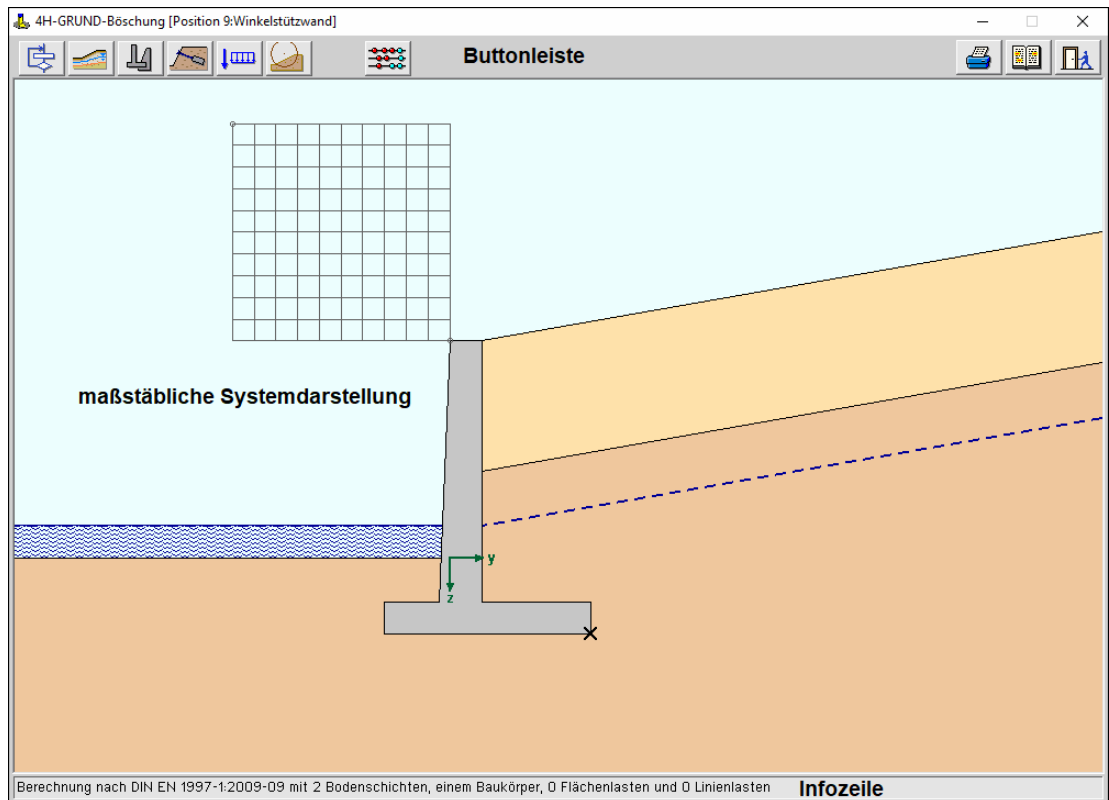 4H-GRUND-Böschung [Position 9:Winkelstützwand]
Buttonleiste
maßstäbliche Systemdarstellung
y
z
Berechnung nach DIN EN 1997-1:2009-09 mit 2 Bodenschichten, einem Baukörper, 0 Flächenlasten und 0 Linienlasten Infozeile